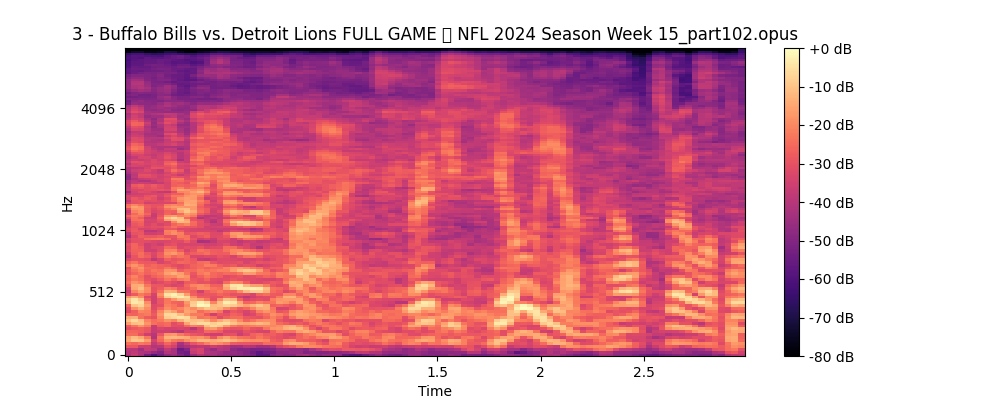 3 - Buffalo Bills vs. Detroit Lions FULL GAME ▯ NFL 2024 Season Week 15_part102.opus
+0 dB
-10 dB
-20 dB
-30 dB
-40 dB
-50 dB
-60 dB
-70 dB
-80 dB
4096
2048
1024
512
0
Hz
0
0.5
1
1.5
2
2.5
Time